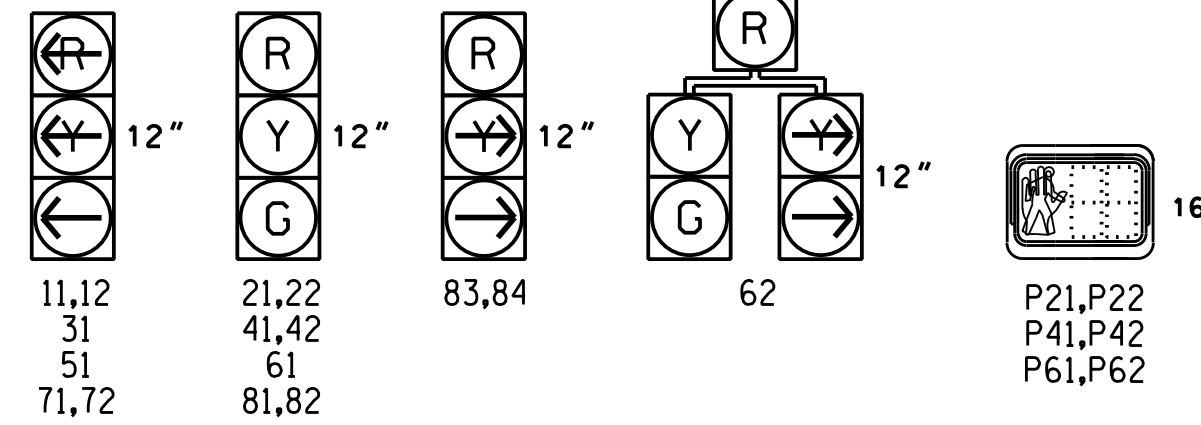 R
Y
12"
11,12
31
51
71,72
R
Y
G
12"
21,22
41,42
61
81,82
R
Y
12"
83,84
R
Y
Y
G
12"
62
16
P21,P22
P41,P42
P61,P62